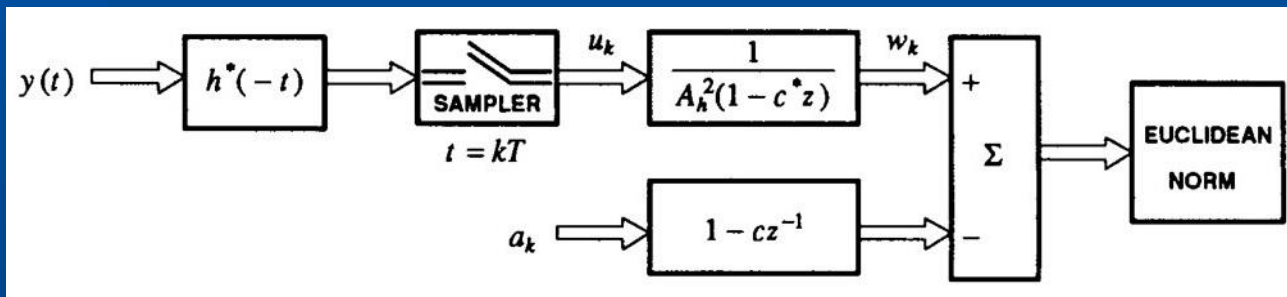 y(t)
h*(-t)
SAMPLER
t = kT
u_k
1
A_h^2(1 - c*z)
w_k
+
Σ
−
a_k
1 - cz^{-1}
EUCLIDEAN
NORM